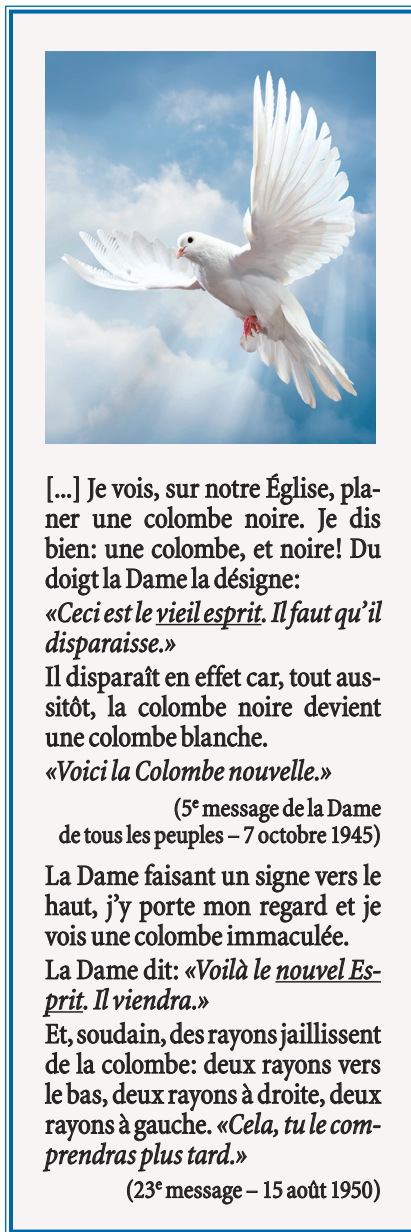 [...] Je vois, sur notre Église, pla-
ner une colombe noire. Je dis
bien: une colombe, et noire! Du
doigt la Dame la désigne:
«Ceci est le vieil esprit. Il faut qu’il
disparaisse.»
Il disparaît en effet car, tout aus-
sitôt, la colombe noire devient
une colombe blanche.
«Voici la Colombe nouvelle.»
(5e message de la Dame
de tous les peuples – 7 octobre 1945)
La Dame faisant un signe vers le
haut, j’y porte mon regard et je
vois une colombe immaculée.
La Dame dit: «Voilà le nouvel Es-
prit. Il viendra.»
Et, soudain, des rayons jaillissent
de la colombe: deux rayons vers
le bas, deux rayons à droite, deux
rayons à gauche. «Cela, tu le com-
prendras plus tard.»
(23e message – 15 août 1950)